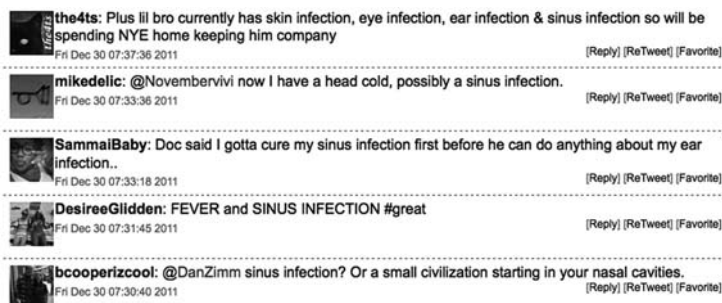 the4ts: Plus lil bro currently has skin infection, eye infection, ear infection & sinus infection so will be
spending NYE home keeping him company
Fri Dec 30 07:37:36 2011 [Reply] [ReTweet] [Favorite]
mikedelic: @Novembervivi now I have a head cold, possibly a sinus infection.
Fri Dec 30 07:33:36 2011 [Reply] [ReTweet] [Favorite]
SammaiBaby: Doc said I gotta cure my sinus infection first before he can do anything about my ear
infection..
Fri Dec 30 07:33:18 2011 [Reply] [ReTweet] [Favorite]
DesireeGlidden: FEVER and SINUS INFECTION #great
Fri Dec 30 07:31:45 2011 [Reply] [ReTweet] [Favorite]
bcooperizcool: @DanZimm sinus infection? Or a small civilization starting in your nasal cavities.
Fri Dec 30 07:30:40 2011 [Reply] [ReTweet] [Favorite]